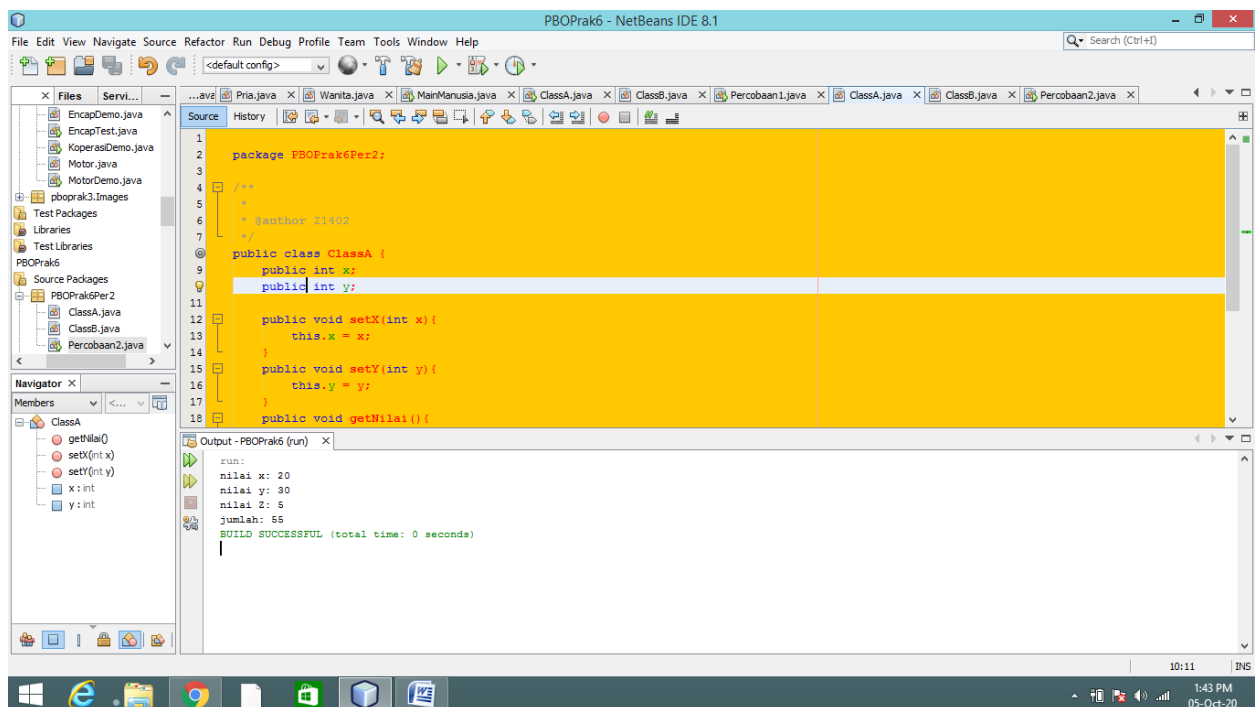 PBOPrak6 - NetBeans IDE 8.1
File Edit View Navigate Source Refactor Run Debug Profile Team Tools Window Help
Search (Ctrl+I)
<default config>
Files Servi...
...ava Pria.java Wanita.java MainManusia.java ClassA.java ClassB.java Percobaan1.java ClassA.java ClassB.java Percobaan2.java
EncapDemo.java
EncapTest.java
KoperasiDemo.java
Motor.java
MotorDemo.java
pboprak3.Images
Test Packages
Libraries
Test Libraries
PBOPrak6
Source Packages
PBOPrak6Per2
ClassA.java
ClassB.java
Percobaan2.java
Source History
1
2 package PBOPrak6Per2;
3
4 /**
5 *
6 * @author Z1402
7 */
public class ClassA {
9 public int x;
public int y;
11
12 public void setX(int x){
13 this.x = x;
14 }
15 public void setY(int y){
16 this.y = y;
17 }
18 public void getNilai(){
Navigator
Members <...
ClassA
getNilai()
setX(int x)
setY(int y)
x : int
y : int
Output - PBOPrak6 (run)
run:
nilai x: 20
nilai y: 30
nilai Z: 5
jumlah: 55
BUILD SUCCESSFUL (total time: 0 seconds)
10:11 INS
1:43 PM
05-Oct-20